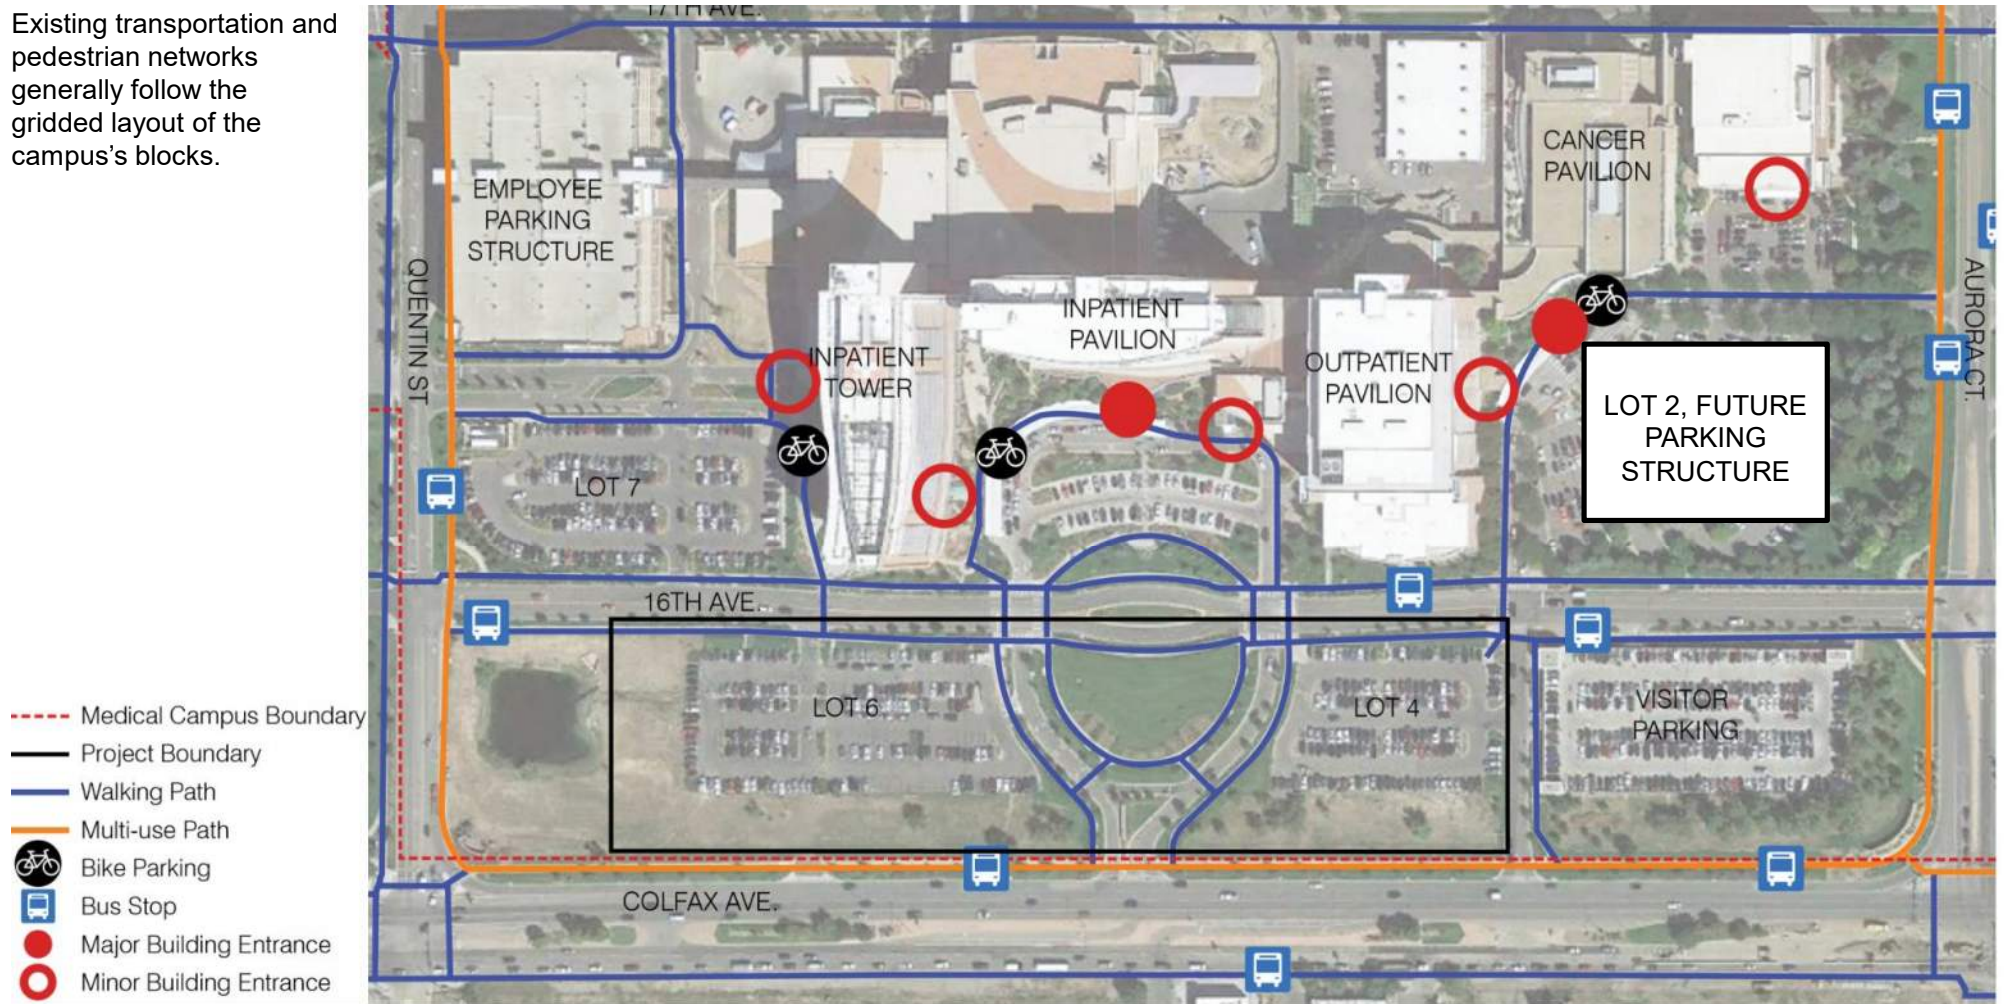 Existing transportation and
pedestrian networks
generally follow the
gridded layout of the
campus’s blocks.
17TH AVE.
CANCER
PAVILION
EMPLOYEE
PARKING
STRUCTURE
QUENTIN ST
AURORA CT.
INPATIENT
PAVILION
INPATIENT
TOWER
OUTPATIENT
PAVILION
LOT 2, FUTURE
PARKING
STRUCTURE
LOT 7
16TH AVE.
LOT 6
LOT 4
VISITOR
PARKING
COLFAX AVE.
Medical Campus Boundary
Project Boundary
Walking Path
Multi-use Path
Bike Parking
Bus Stop
Major Building Entrance
Minor Building Entrance